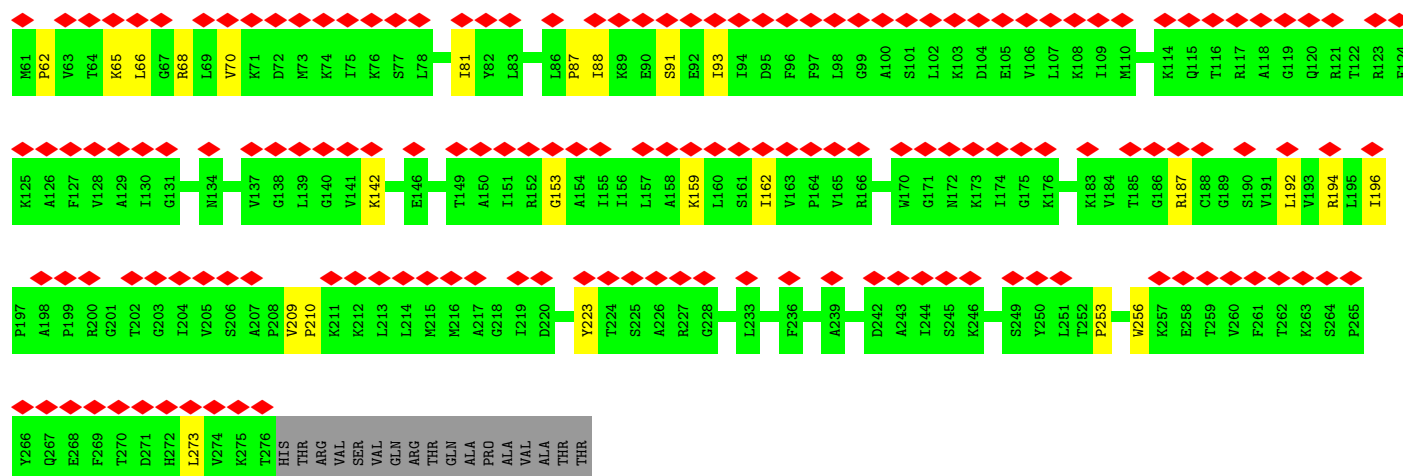 M61 P62 V63 T64 K65 L66 G67 R68 L69 V70 K71 D72 M73 K74 I75 K76 S77 L78 I81 Y82 L83 L86 P87 I88 K89 E90 S91 E92 I93 I94 D95 F96 F97 L98 G99 A100 S101 L102 K103 D104 E105 V106 L107 K108 I109 M110 K114 Q115 T116 R117 A118 G119 Q120 R121 T122 R123 F124
K125 A126 F127 V128 A129 I130 G131 N134 V137 G138 L139 G140 V141 K142 E146 T149 A150 I151 R152 G153 A154 I155 I156 L157 A158 K159 L160 S161 I162 V163 P164 V165 R166 W170 G171 N172 K173 I174 G175 K176 K183 V184 T185 G186 R187 C188 G189 S190 V191 L192 V193 R194 L195 I196
P197 A198 P199 R200 G201 T202 G203 I204 V205 S206 A207 P208 V209 P210 K211 K212 L213 L214 M215 M216 A217 G218 I219 D220 Y223 T224 S225 A226 R227 G228 L233 F236 A239 D242 A243 I244 S245 K246 S249 Y250 L251 T252 P253 W256 K257 E258 T259 V260 F261 T262 K263 S264 P265
Y266 Q267 E268 F269 T270 D271 H272 L273 V274 K275 T276 HIS THR ARG VAL SER VAL GLN ARG THR GLN ALA PRO ALA VAL ALA THR THR